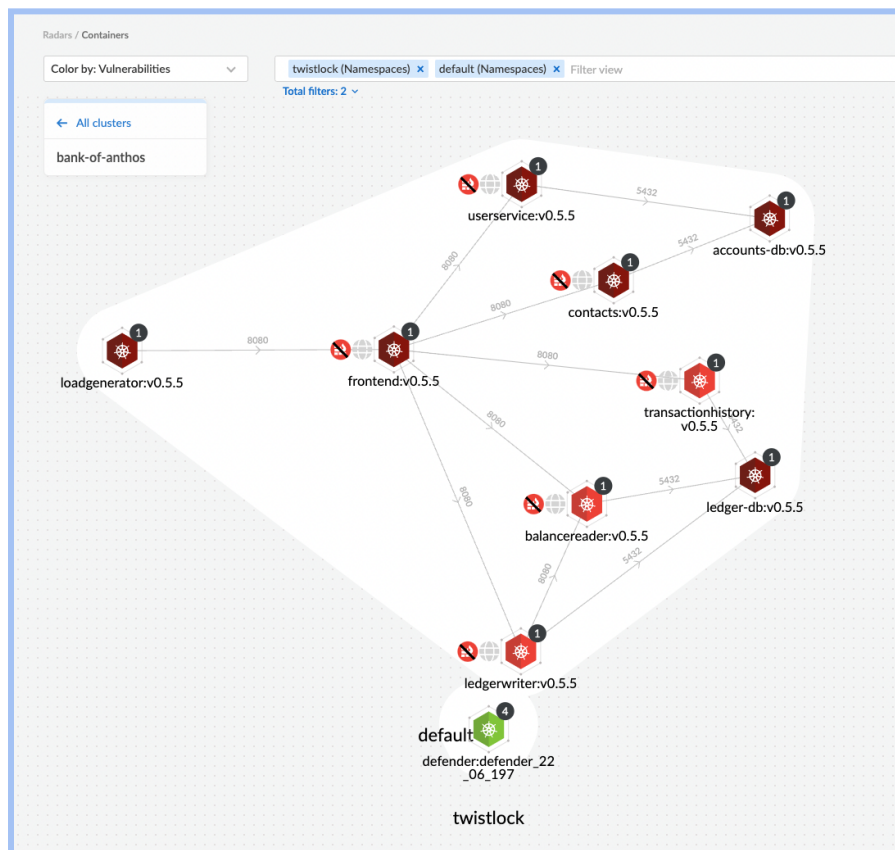 Radars / Containers
Color by: Vulnerabilities
twistlock (Namespaces) × default (Namespaces) × Filter view
Total filters: 2
← All clusters
bank-of-anthos
1
userservice:v0.5.5
5432
1
accounts-db:v0.5.5
8080
5432
1
contacts:v0.5.5
8080
1
loadgenerator:v0.5.5
8080
1
frontend:v0.5.5
8080
1
transactionhistory:
v0.5.5
5432
8080
8080
1
balancereader:v0.5.5
5432
1
ledger-db:v0.5.5
8080
5432
1
ledgerwriter:v0.5.5
4
default
defender:defender_22
_06_197
twistlock